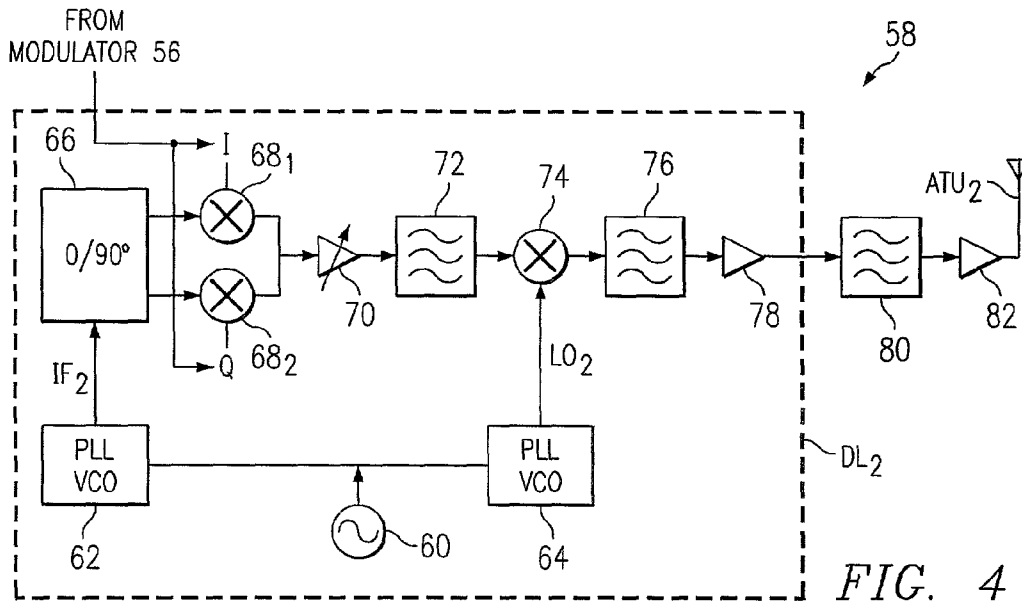 FROM
MODULATOR 56
58
66
I
68₁
0/90°
72
74
76
ATU₂
70
78
80
82
68₂
Q
IF₂
LO₂
PLL
VCO
PLL
VCO
DL₂
62
60
64
FIG. 4